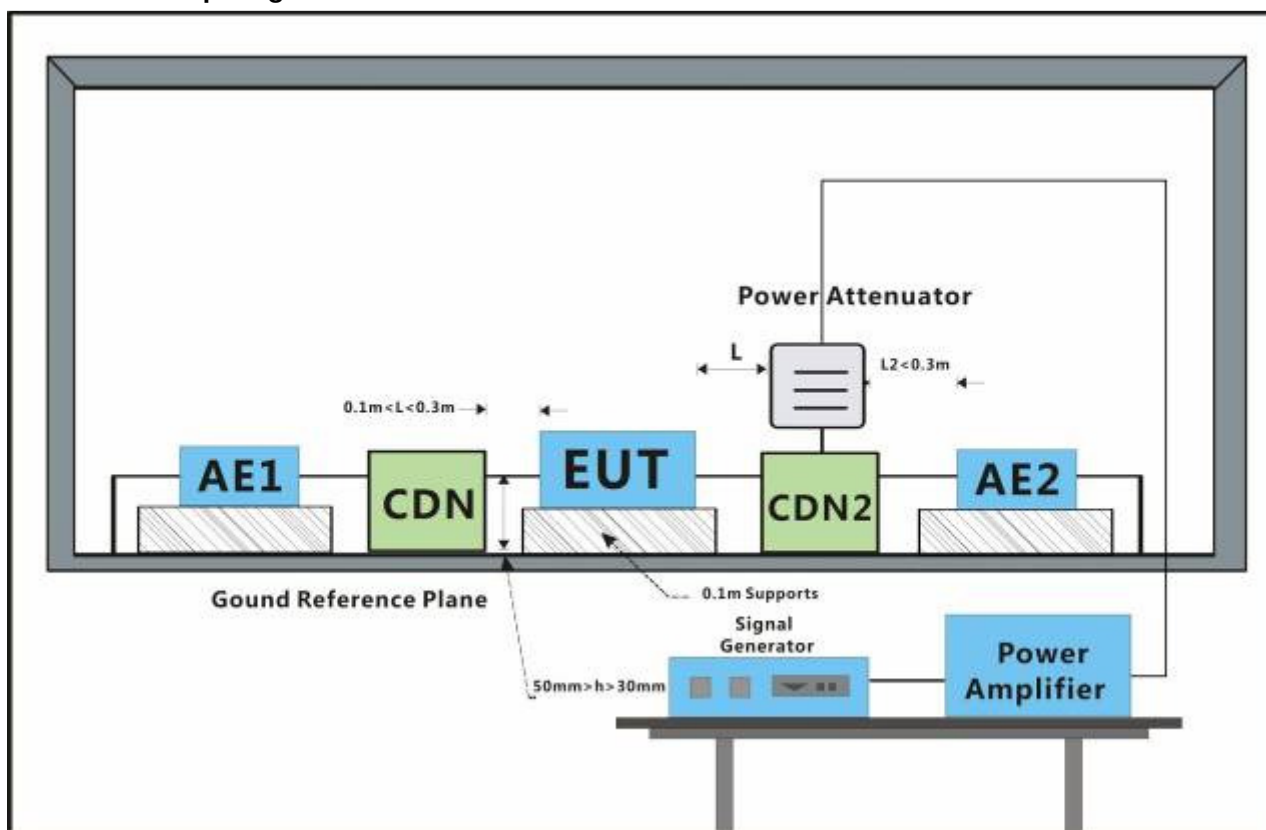 Power Attenuator
L
L2<0.3m
0.1m<L<0.3m
AE1
CDN
EUT
CDN2
AE2
Gound Reference Plane
0.1m Supports
Signal
Generator
50mm>h>30mm
Power
Amplifier